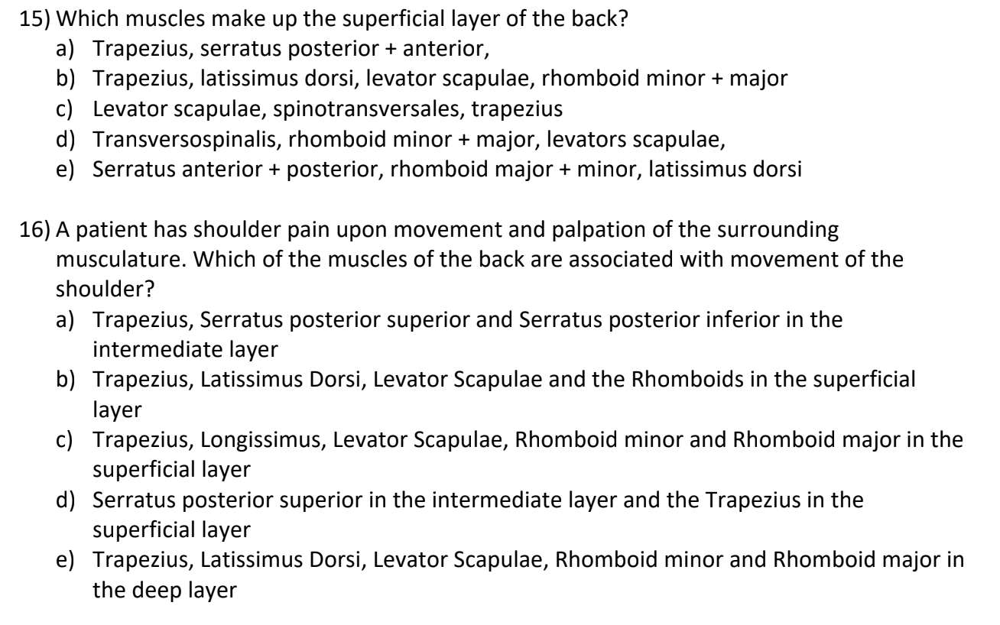 15) Which muscles make up the superficial layer of the back?
a) Trapezius, serratus posterior + anterior,
b) Trapezius, latissimus dorsi, levator scapulae, rhomboid minor + major
c) Levator scapulae, spinotransversales, trapezius
d) Transversospinalis, rhomboid minor + major, levators scapulae,
e) Serratus anterior + posterior, rhomboid major + minor, latissimus dorsi
16) A patient has shoulder pain upon movement and palpation of the surrounding
musculature. Which of the muscles of the back are associated with movement of the
shoulder?
a) Trapezius, Serratus posterior superior and Serratus posterior inferior in the
intermediate layer
b) Trapezius, Latissimus Dorsi, Levator Scapulae and the Rhomboids in the superficial
layer
c) Trapezius, Longissimus, Levator Scapulae, Rhomboid minor and Rhomboid major in the
superficial layer
d) Serratus posterior superior in the intermediate layer and the Trapezius in the
superficial layer
e) Trapezius, Latissimus Dorsi, Levator Scapulae, Rhomboid minor and Rhomboid major in
the deep layer